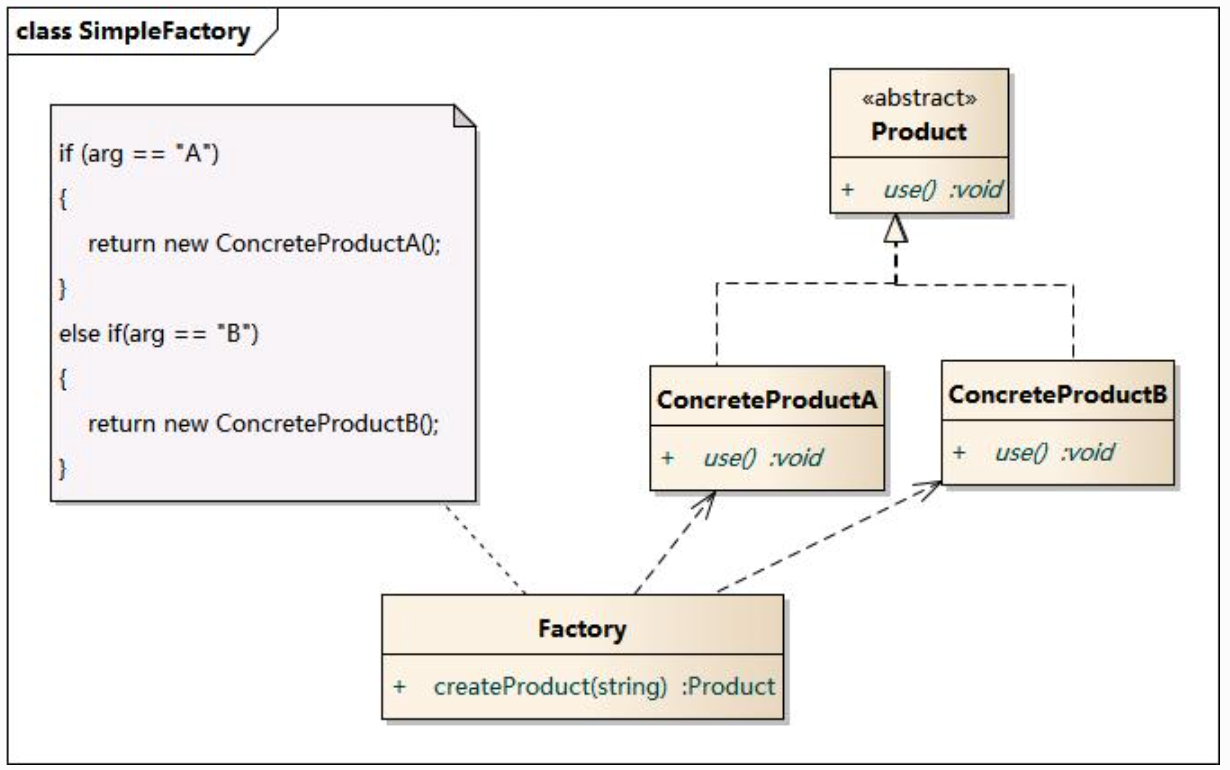 class SimpleFactory
if (arg == "A")
{
return new ConcreteProductA();
}
else if(arg == "B")
{
return new ConcreteProductB();
}
«abstract»
Product
+ use() :void
ConcreteProductA
+ use() :void
ConcreteProductB
+ use() :void
Factory
+ createProduct(string) :Product